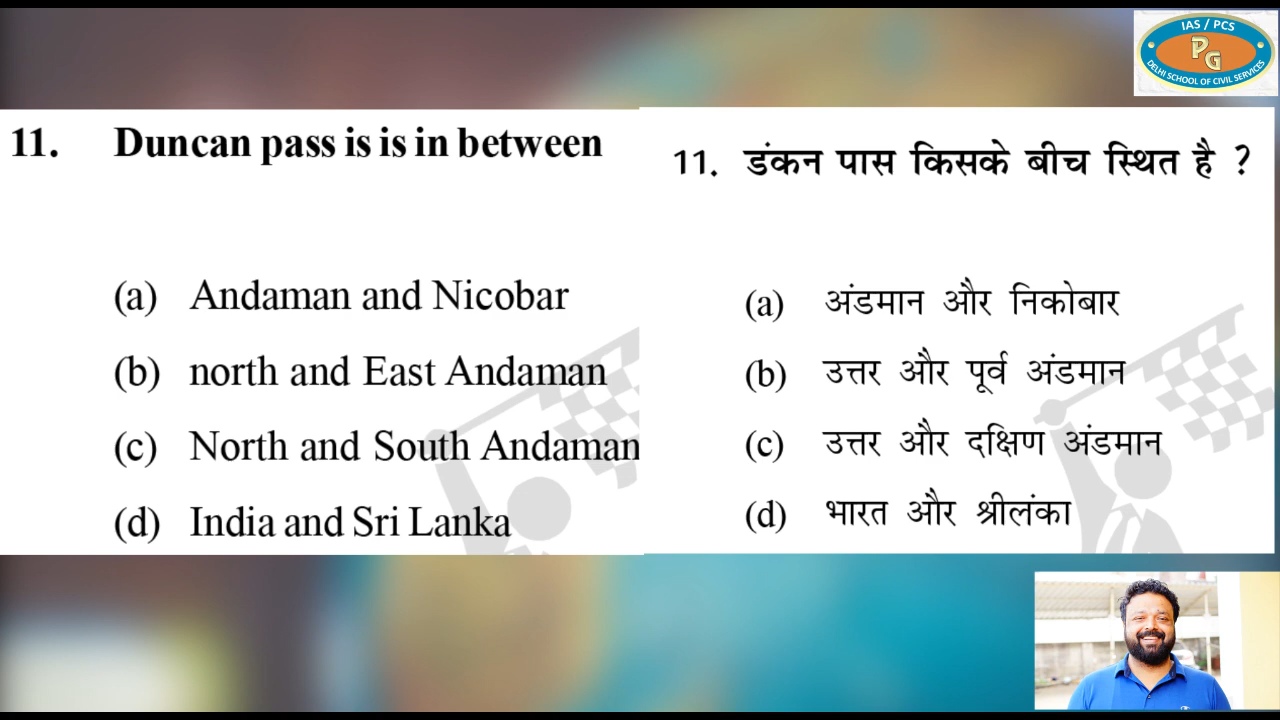 IAS / PCS
PG
DELHI SCHOOL OF CIVIL SERVICES
11. Duncan pass is is in between
(a) Andaman and Nicobar
(b) north and East Andaman
(c) North and South Andaman
(d) India and Sri Lanka
11. डंकन पास किसके बीच स्थित है ?
(a) अंडमान और निकोबार
(b) उत्तर और पूर्व अंडमान
(c) उत्तर और दक्षिण अंडमान
(d) भारत और श्रीलंका